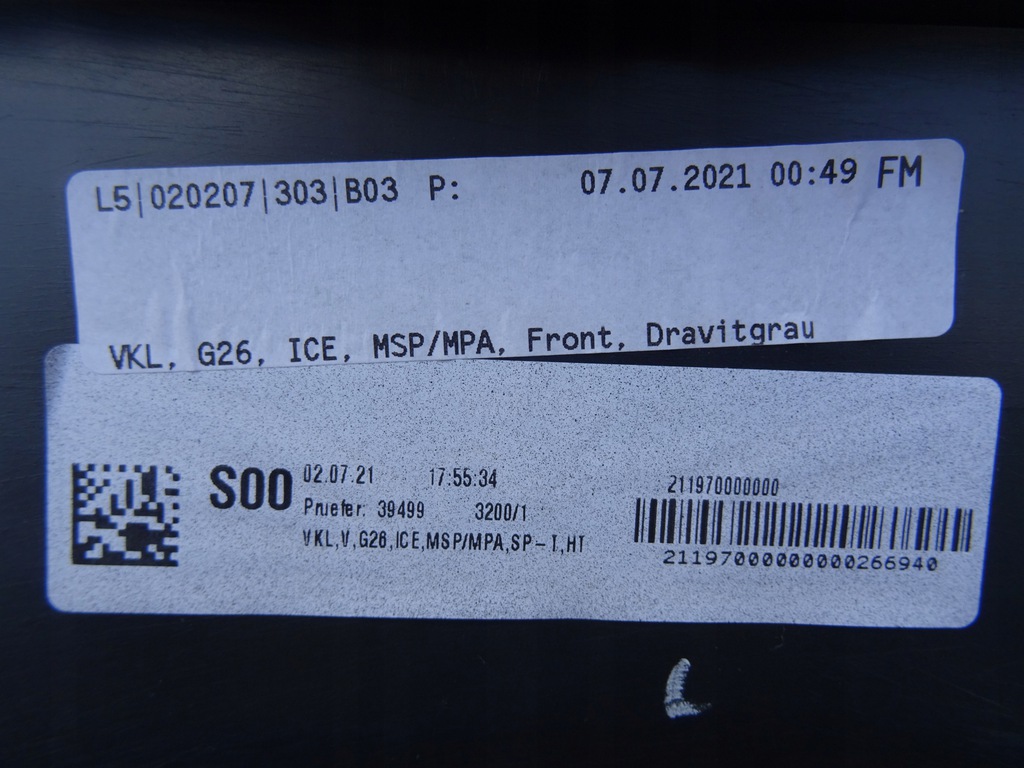 L5|020207|303|B03 P: 07.07.2021 00:49 FM
VKL, G26, ICE, MSP/MPA, Front, Dravitgrau
S00
02.07.21 17:55:34
Pruefer: 39499 3200/1
VKL,V,G26,ICE,MSP/MPA,SP-T,HT
211970000000
21197000000000266940
L